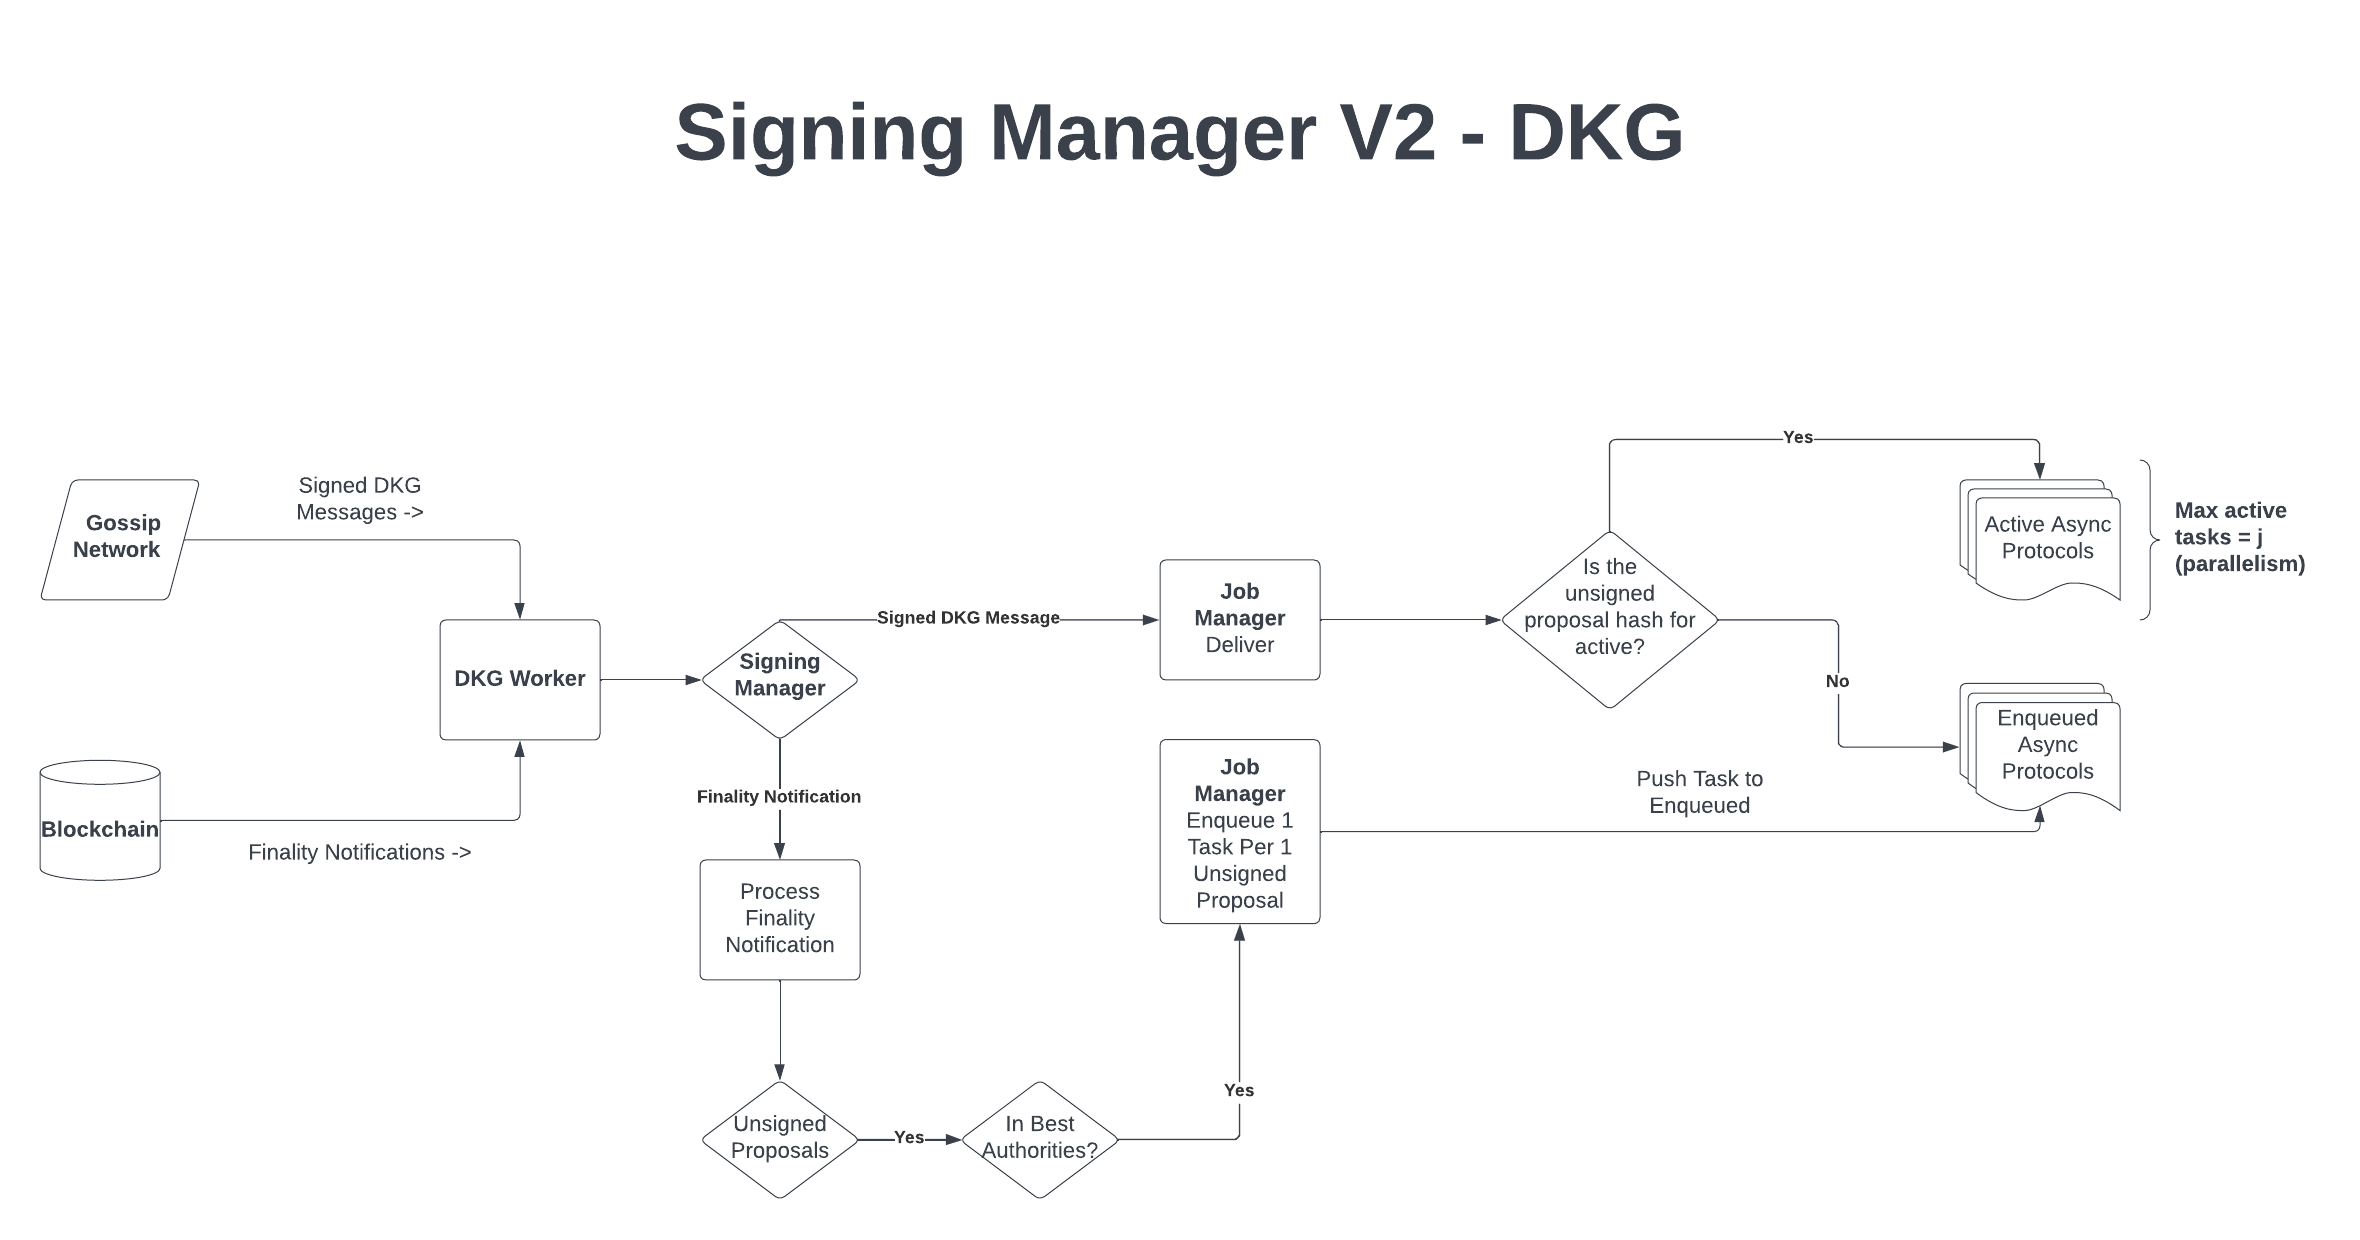 Signing Manager V2 - DKG
Gossip
Network
Signed DKG
Messages ->
Blockchain
Finality Notifications ->
DKG Worker
Signing
Manager
Signed DKG Message
Finality Notification
Process
Finality
Notification
Unsigned
Proposals
Yes
In Best
Authorities?
Yes
Job
Manager
Deliver
Job
Manager
Enqueue 1
Task Per 1
Unsigned
Proposal
Is the
unsigned
proposal hash for
active?
Yes
No
Push Task to
Enqueued
Active Async
Protocols
Enqueued
Async
Protocols
Max active
tasks = j
(parallelism)